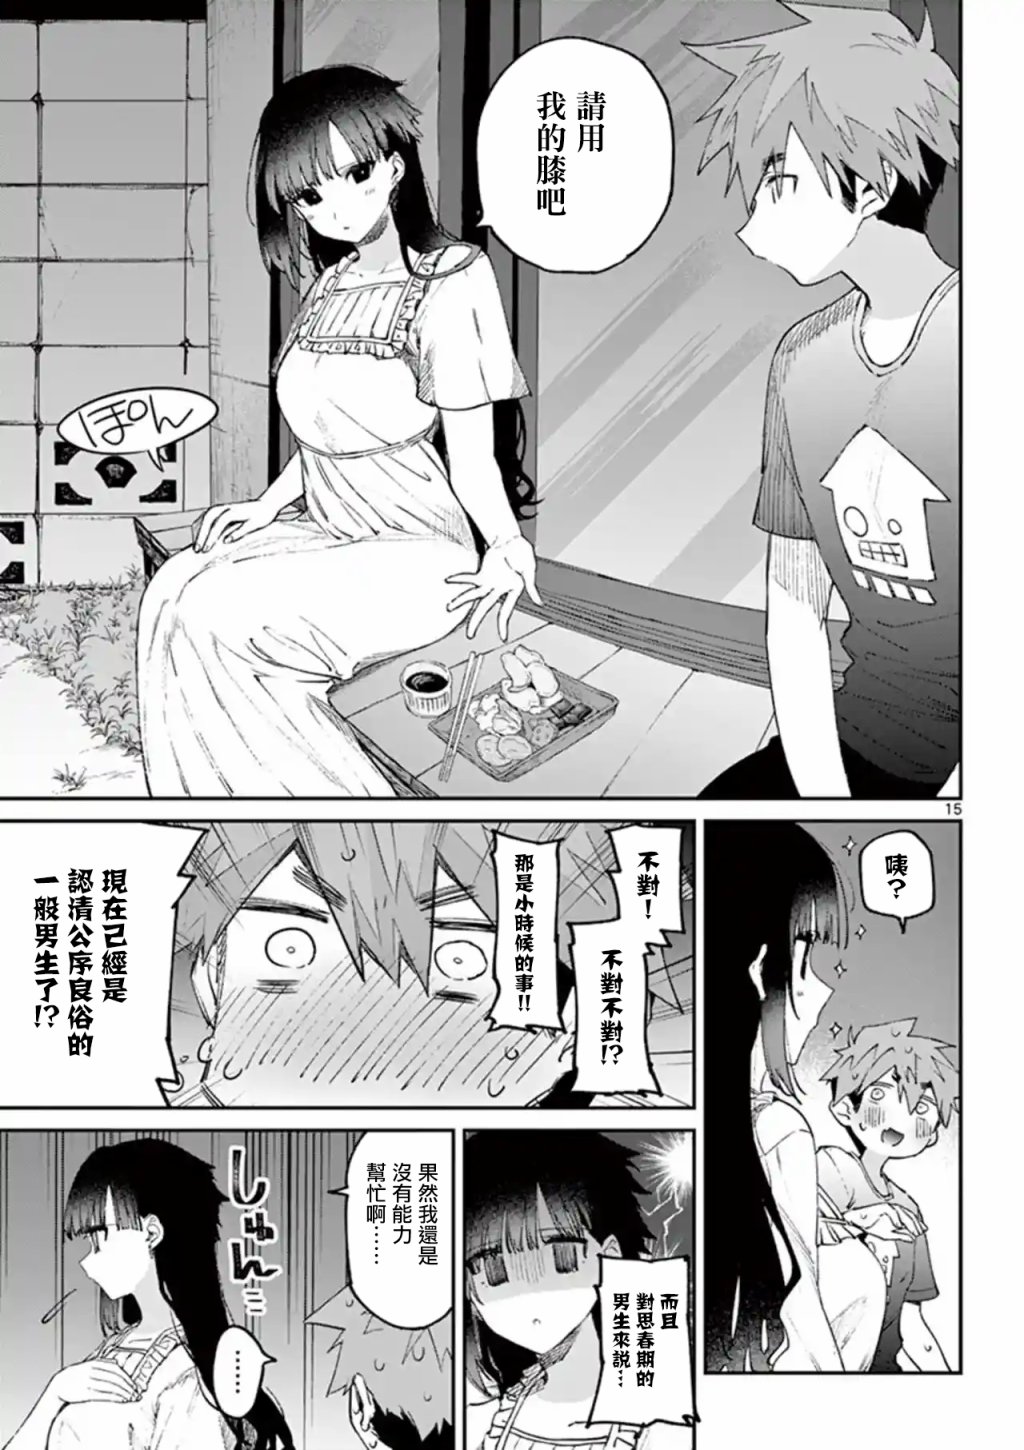 請用
我的膝吧
ぽん
15
咦?
不對!
不對不對!?
那是小時候的事!!
現在已經是
認清公序良俗的
一般男生了!?
而且
對思春期的
男生來說…
果然我還是
沒有能力
幫忙啊……
しゅん…
……